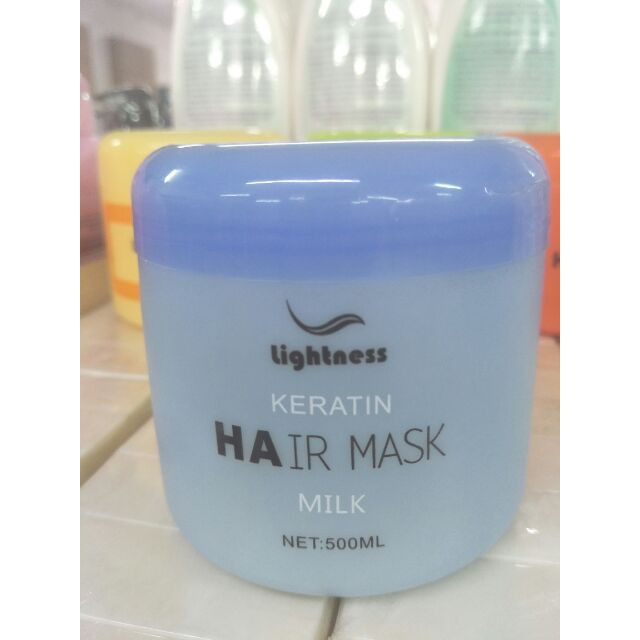 Lightness
KERATIN
HAIR MASK
MILK
NET:500ML